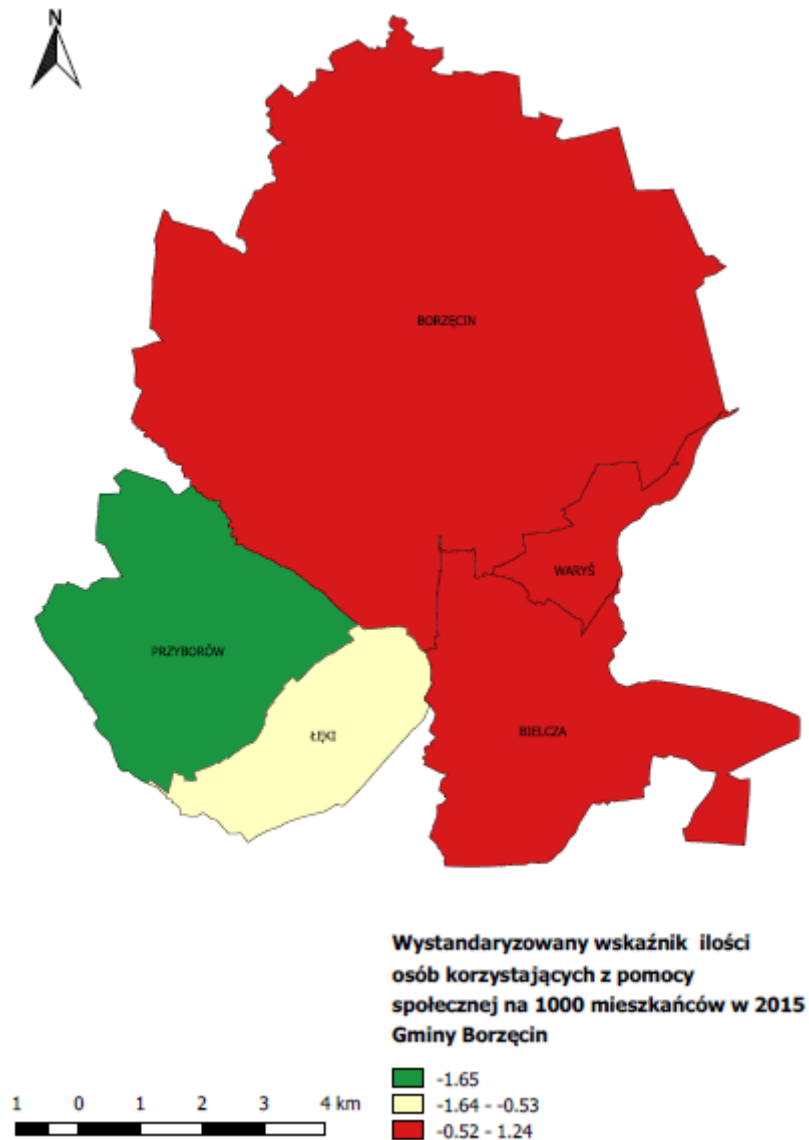 N
BORZĘCIN
WARYŚ
PRZYBORÓW
ŁĘKI
BIELCZA
Wystandaryzowany wskaźnik ilości
osób korzystających z pomocy
społecznej na 1000 mieszkańców w 2015
Gminy Borzęcin
-1.65
-1.64 - -0.53
-0.52 - 1.24
1 0 1 2 3 4 km